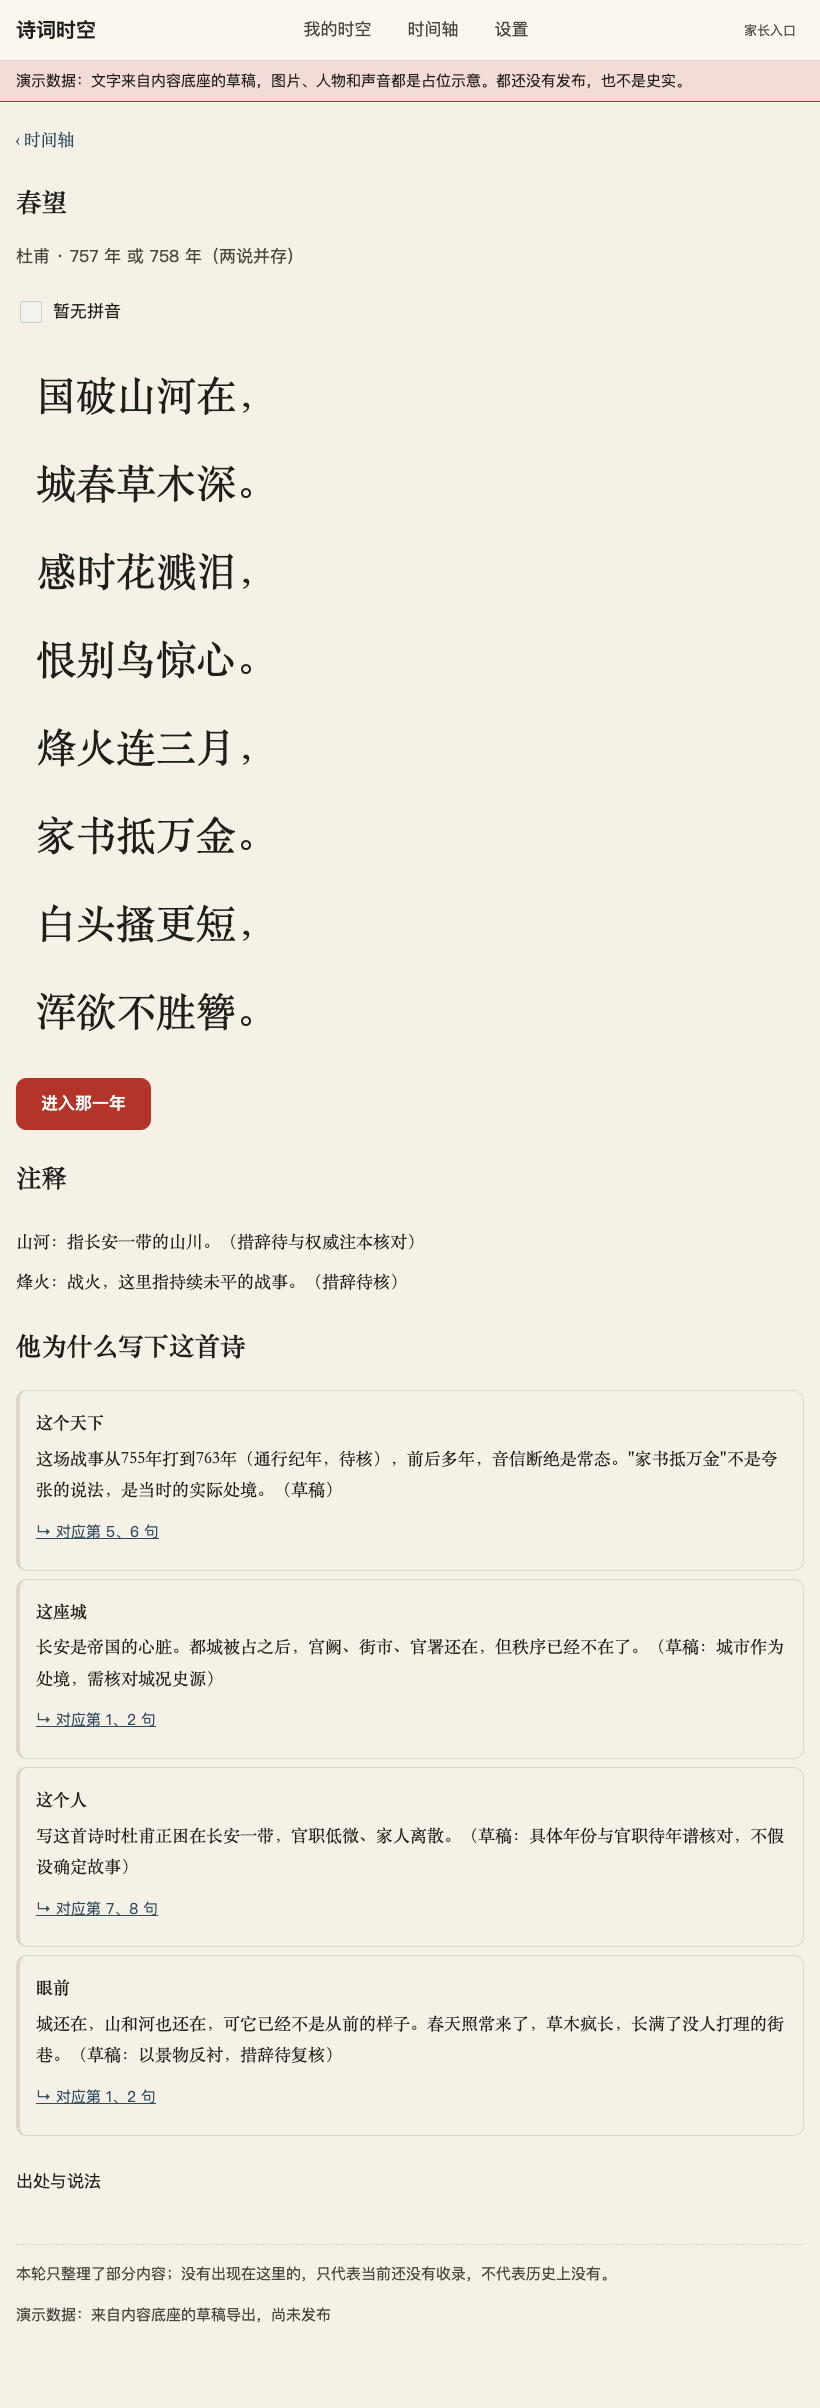 诗词时空
我的时空 时间轴 设置 家长入口
演示数据：文字来自内容底座的草稿，图片、人物和声音都是占位示意。都还没有发布，也不是史实。
‹ 时间轴
春望
杜甫 · 757 年 或 758 年（两说并存）
暂无拼音
国破山河在，
城春草木深。
感时花溅泪，
恨别鸟惊心。
烽火连三月，
家书抵万金。
白头搔更短，
浑欲不胜簪。
进入那一年
注释
山河：指长安一带的山川。（措辞待与权威注本核对）
烽火：战火，这里指持续未平的战事。（措辞待核）
他为什么写下这首诗
这个天下
这场战事从755年打到763年（通行纪年，待核），前后多年，音信断绝是常态。"家书抵万金"不是夸
张的说法，是当时的实际处境。（草稿）
↳ 对应第 5、6 句
这座城
长安是帝国的心脏。都城被占之后，宫阙、街市、官署还在，但秩序已经不在了。（草稿：城市作为
处境，需核对城况史源）
↳ 对应第 1、2 句
这个人
写这首诗时杜甫正困在长安一带，官职低微、家人离散。（草稿：具体年份与官职待年谱核对，不假
设确定故事）
↳ 对应第 7、8 句
眼前
城还在，山和河也还在，可它已经不是从前的样子。春天照常来了，草木疯长，长满了没人打理的街
巷。（草稿：以景物反衬，措辞待复核）
↳ 对应第 1、2 句
出处与说法
本轮只整理了部分内容；没有出现在这里的，只代表当前还没有收录，不代表历史上没有。
演示数据：来自内容底座的草稿导出，尚未发布